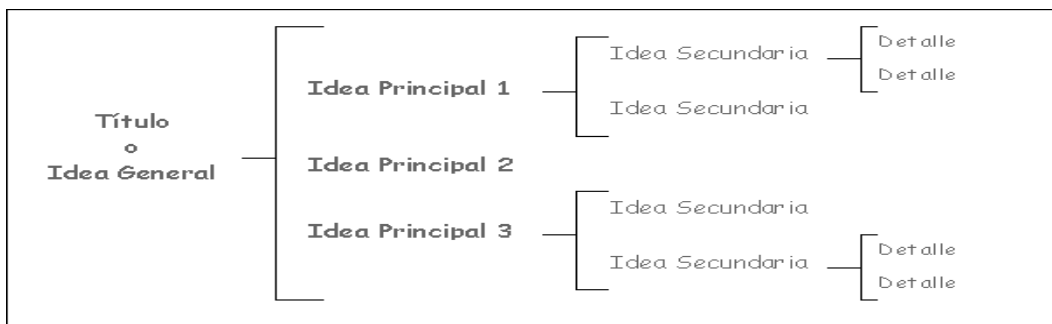 Título
o
Idea General
Idea Principal 1
Idea Secundaria
Detalle
Detalle
Idea Secundaria
Idea Principal 2
Idea Principal 3
Idea Secundaria
Idea Secundaria
Detalle
Detalle